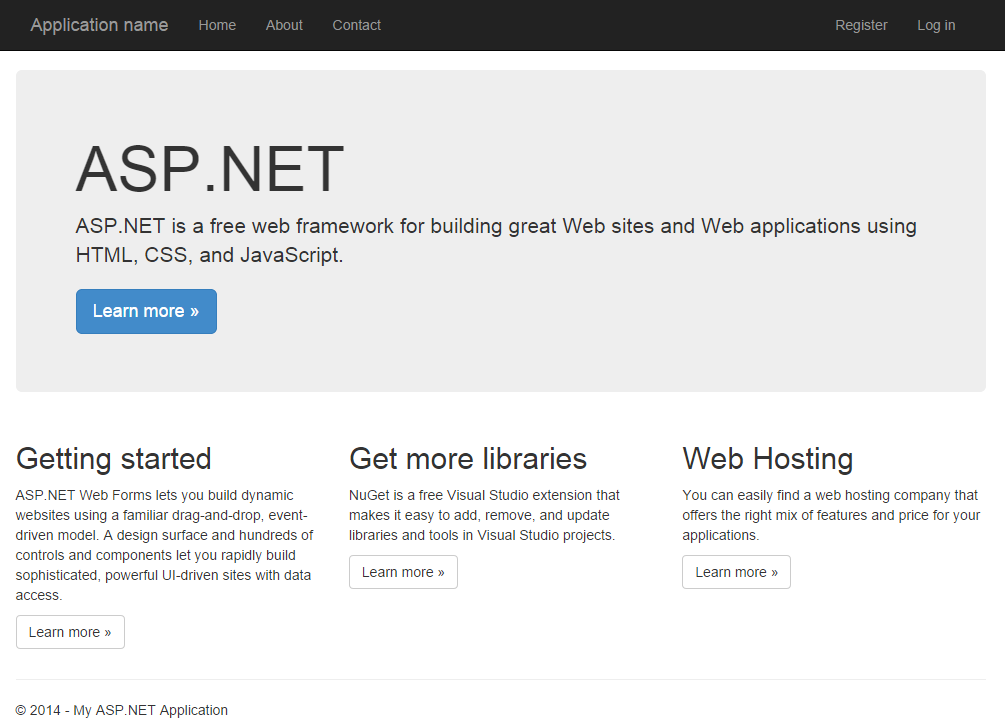 Application name Home About Contact Register Log in
ASP.NET
ASP.NET is a free web framework for building great Web sites and Web applications using
HTML, CSS, and JavaScript.
Learn more »
Getting started
ASP.NET Web Forms lets you build dynamic
websites using a familiar drag-and-drop, event-
driven model. A design surface and hundreds of
controls and components let you rapidly build
sophisticated, powerful UI-driven sites with data
access.
Learn more »
Get more libraries
NuGet is a free Visual Studio extension that
makes it easy to add, remove, and update
libraries and tools in Visual Studio projects.
Learn more »
Web Hosting
You can easily find a web hosting company that
offers the right mix of features and price for your
applications.
Learn more »
© 2014 - My ASP.NET Application